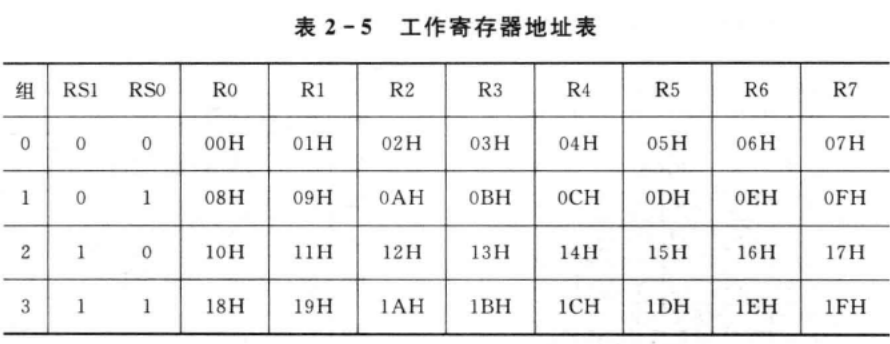 表 2-5 工作寄存器地址表
组 RS1 RS0 R0 R1 R2 R3 R4 R5 R6 R7
0 0 0 00H 01H 02H 03H 04H 05H 06H 07H
1 0 1 08H 09H 0AH 0BH 0CH 0DH 0EH 0FH
2 1 0 10H 11H 12H 13H 14H 15H 16H 17H
3 1 1 18H 19H 1AH 1BH 1CH 1DH 1EH 1FH